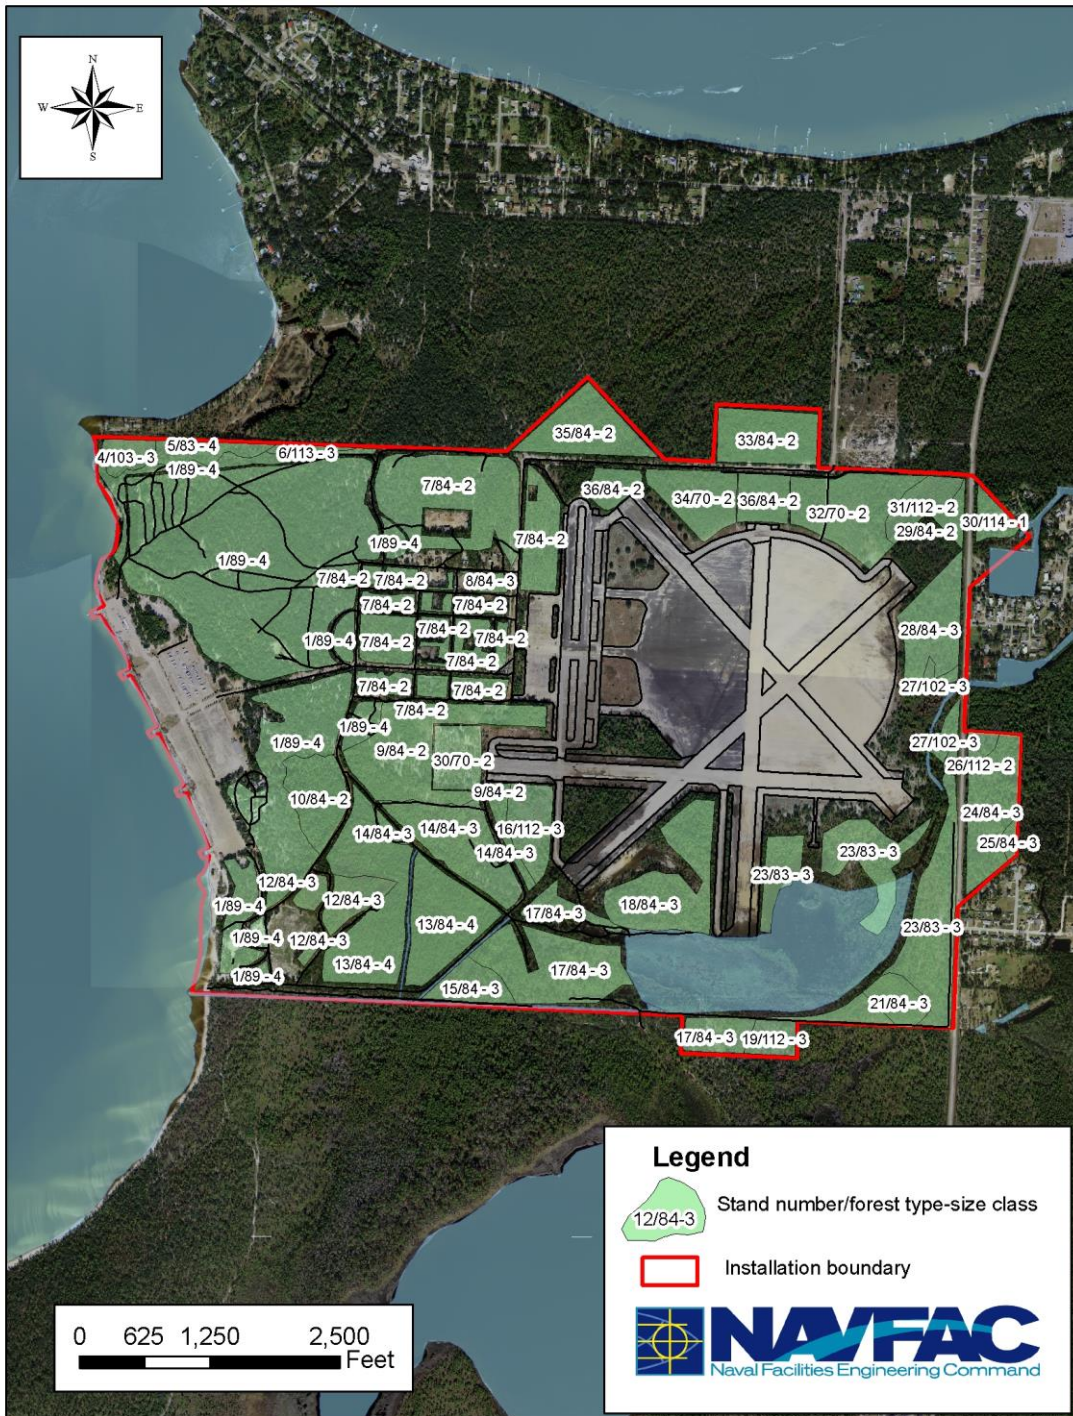 N
W E
S
35/84 - 2
33/84 - 2
5/83 - 4
4/103 - 3
6/113 - 3
1/89 - 4
7/84 - 2
36/84 - 2
34/70 - 2
36/84 - 2
32/70 - 2
31/112 - 2
29/84 - 2
30/114 - 1
7/84 - 2
1/89 - 4
1/89 - 4
7/84 - 2
7/84 - 2
8/84 - 3
7/84 - 2
7/84 - 2
7/84 - 2
1/89 - 4
7/84 - 2
7/84 - 2
7/84 - 2
28/84 - 3
7/84 - 2
7/84 - 2
27/102 - 3
7/84 - 2
1/89 - 4
1/89 - 4
9/84 - 2
30/70 - 2
27/102 - 3
26/112 - 2
10/84 - 2
9/84 - 2
24/84 - 3
14/84 - 3
14/84 - 3
16/112 - 3
14/84 - 3
25/84 - 3
23/83 - 3
12/84 - 3
12/84 - 3
23/83 - 3
1/89 - 4
17/84 - 3
18/84 - 3
13/84 - 4
23/83 - 3
1/89 - 4
12/84 - 3
13/84 - 4
17/84 - 3
1/89 - 4
15/84 - 3
21/84 - 3
17/84 - 3
19/112 - 3
Legend
12/84-3
Stand number/forest type-size class
Installation boundary
NAVFAC
Naval Facilities Engineering Command
0 625 1,250 2,500
Feet